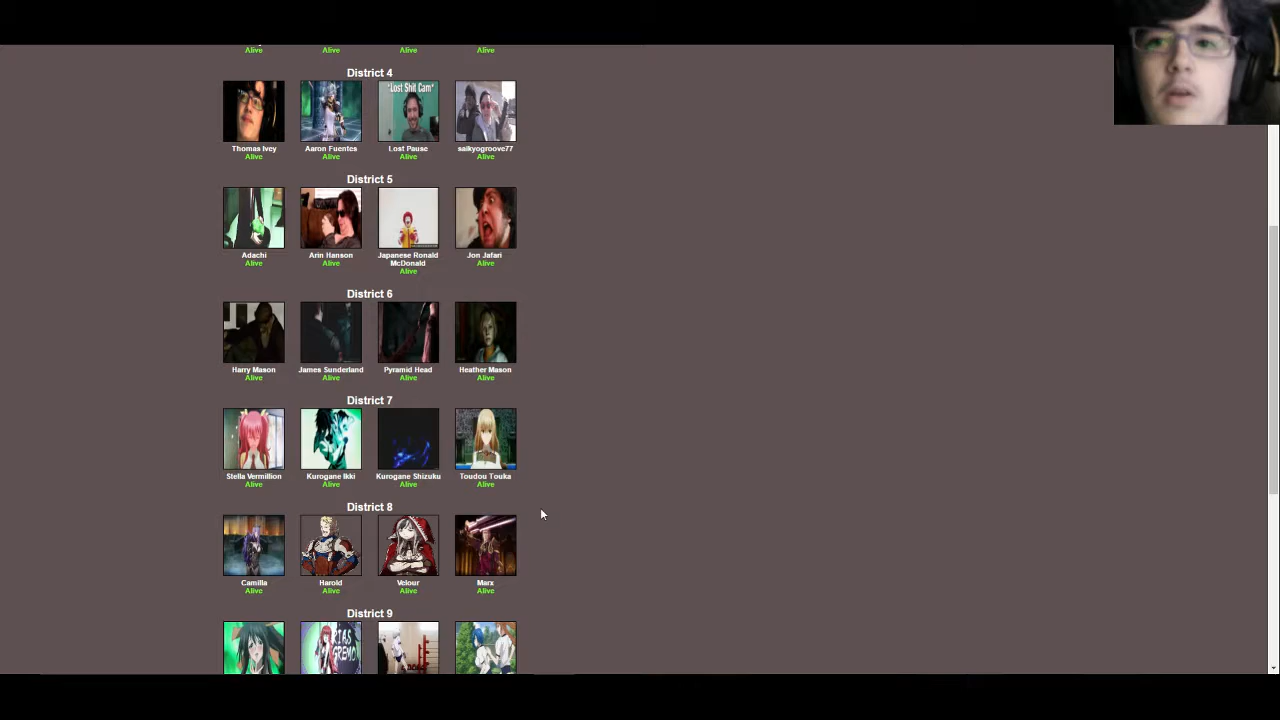 Alive Alive Alive Alive
District 4
*Lost Shit Cam*
Thomas Ivey Aaron Fuentes Lost Pause saikyogroove77
Alive Alive Alive Alive
District 5
Adachi Arin Hanson Japanese Ronald McDonald Jon Jafari
Alive Alive Alive Alive
District 6
Harry Mason James Sunderland Pyramid Head Heather Mason
Alive Alive Alive Alive
District 7
Stella Vermillion Kurogane Ikki Kurogane Shizuku Toudou Touka
Alive Alive Alive Alive
District 8
Camilla Harold Velour Marx
Alive Alive Alive Alive
District 9